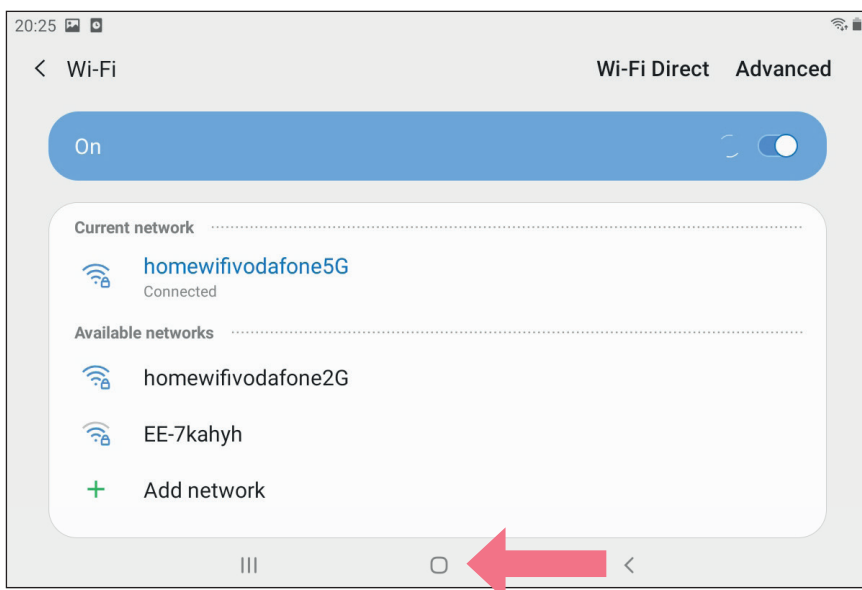 20:25
Wi-Fi
Wi-Fi Direct Advanced
On
Current network
homewifivodafone5G
Connected
Available networks
homewifivodafone2G
EE-7kahyh
Add network